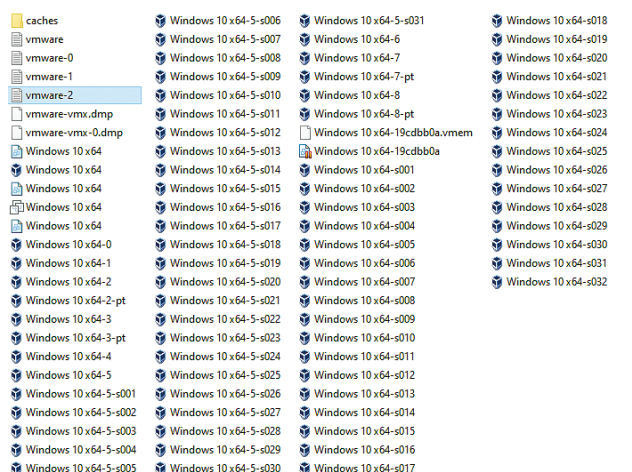 caches
vmware
vmware-0
vmware-1
vmware-2
vmware-vmx.dmp
vmware-vmx-0.dmp
Windows 10 x64
Windows 10 x64
Windows 10 x64
Windows 10 x64
Windows 10 x64
Windows 10 x64-0
Windows 10 x64-1
Windows 10 x64-2
Windows 10 x64-2-pt
Windows 10 x64-3
Windows 10 x64-3-pt
Windows 10 x64-4
Windows 10 x64-5
Windows 10 x64-5-s001
Windows 10 x64-5-s002
Windows 10 x64-5-s003
Windows 10 x64-5-s004
Windows 10 x64-5-s005
Windows 10 x64-5-s006
Windows 10 x64-5-s007
Windows 10 x64-5-s008
Windows 10 x64-5-s009
Windows 10 x64-5-s010
Windows 10 x64-5-s011
Windows 10 x64-5-s012
Windows 10 x64-5-s013
Windows 10 x64-5-s014
Windows 10 x64-5-s015
Windows 10 x64-5-s016
Windows 10 x64-5-s017
Windows 10 x64-5-s018
Windows 10 x64-5-s019
Windows 10 x64-5-s020
Windows 10 x64-5-s021
Windows 10 x64-5-s022
Windows 10 x64-5-s023
Windows 10 x64-5-s024
Windows 10 x64-5-s025
Windows 10 x64-5-s026
Windows 10 x64-5-s027
Windows 10 x64-5-s028
Windows 10 x64-5-s029
Windows 10 x64-5-s030
Windows 10 x64-5-s031
Windows 10 x64-6
Windows 10 x64-7
Windows 10 x64-7-pt
Windows 10 x64-8
Windows 10 x64-8-pt
Windows 10 x64-19cdbb0a.vmem
Windows 10 x64-19cdbb0a
Windows 10 x64-s001
Windows 10 x64-s002
Windows 10 x64-s003
Windows 10 x64-s004
Windows 10 x64-s005
Windows 10 x64-s006
Windows 10 x64-s007
Windows 10 x64-s008
Windows 10 x64-s009
Windows 10 x64-s010
Windows 10 x64-s011
Windows 10 x64-s012
Windows 10 x64-s013
Windows 10 x64-s014
Windows 10 x64-s015
Windows 10 x64-s016
Windows 10 x64-s017
Windows 10 x64-s018
Windows 10 x64-s019
Windows 10 x64-s020
Windows 10 x64-s021
Windows 10 x64-s022
Windows 10 x64-s023
Windows 10 x64-s024
Windows 10 x64-s025
Windows 10 x64-s026
Windows 10 x64-s027
Windows 10 x64-s028
Windows 10 x64-s029
Windows 10 x64-s030
Windows 10 x64-s031
Windows 10 x64-s032